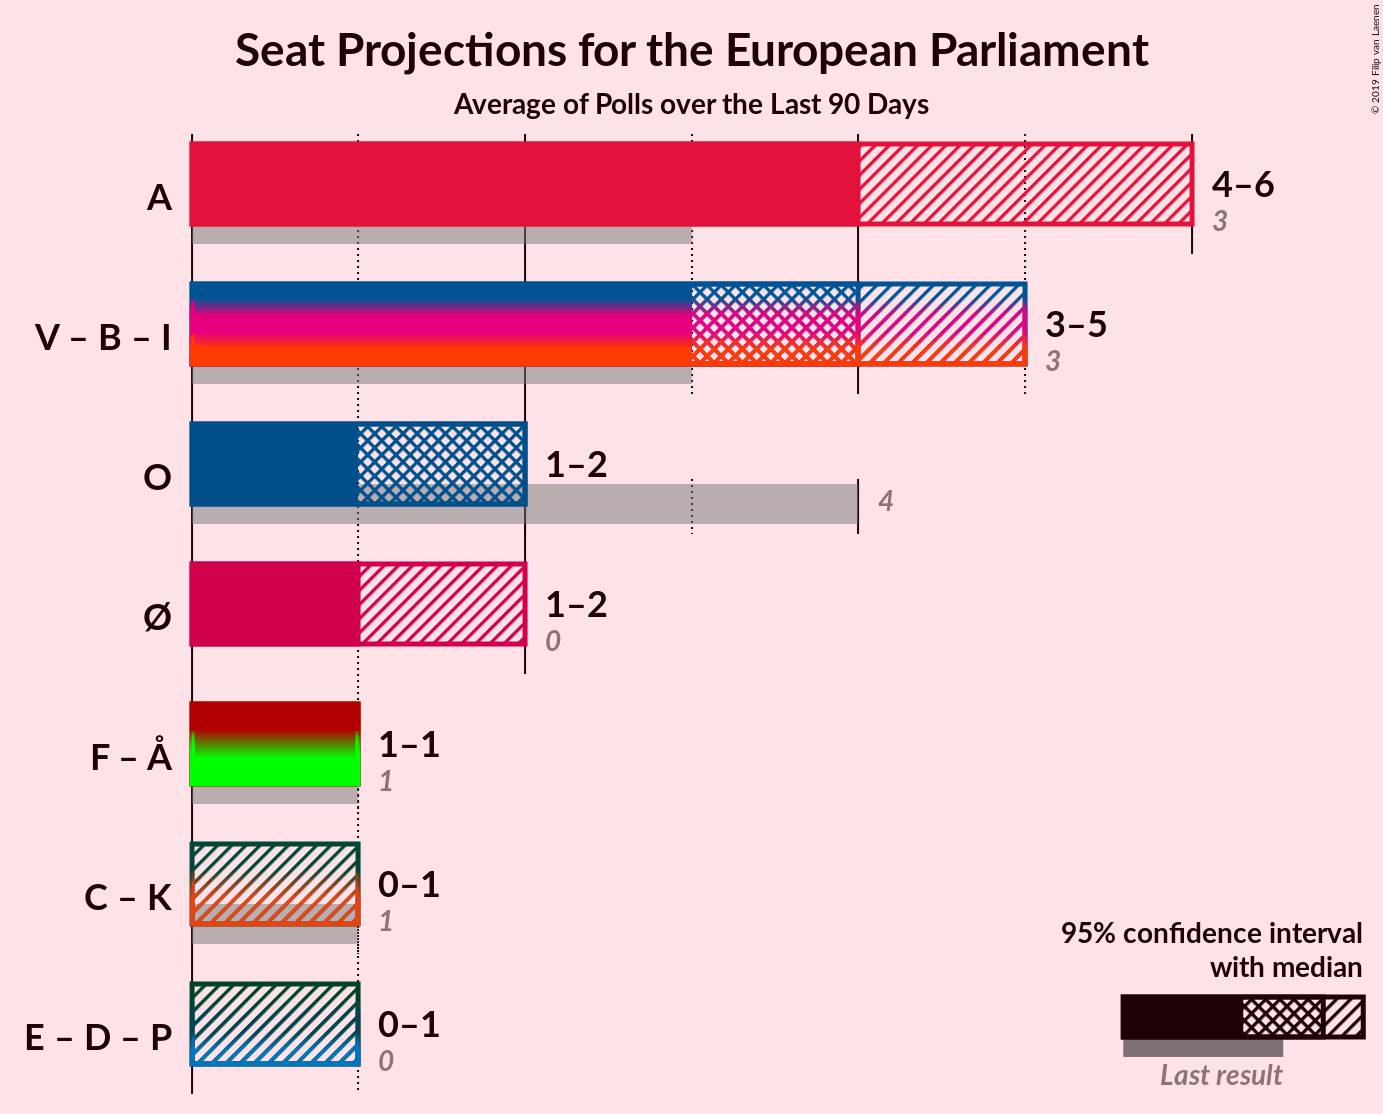 Seat Projections for the European Parliament
Average of Polls over the Last 90 Days
© 2019 Filip van Laenen
A
4–6
3
V – B – I
3–5
3
O
1–2
4
Ø
1–2
0
F – Å
1–1
1
C – K
0–1
1
E – D – P
0–1
0
95% confidence interval
with median
Last result